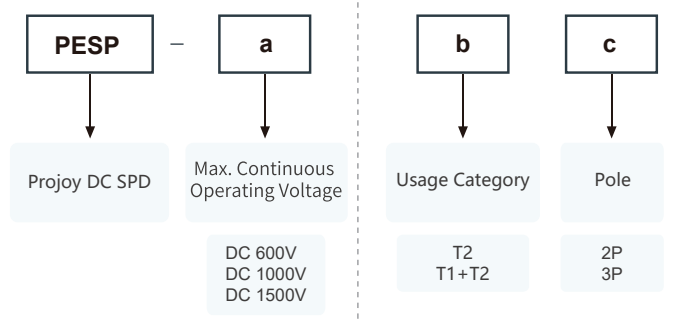 PESP – a b c
Projoy DC SPD
Max. Continuous
Operating Voltage
Usage Category
Pole
DC 600V
DC 1000V
DC 1500V
T2
T1+T2
2P
3P